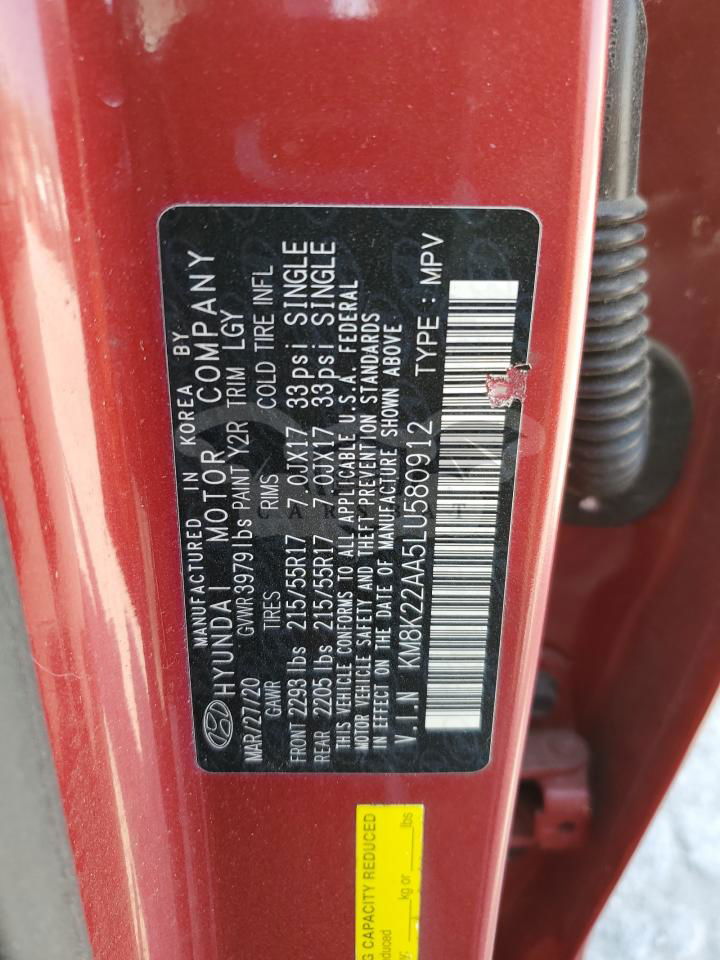 MANUFACTURED IN KOREA BY
HYUNDAI MOTOR COMPANY
MAR/27/20 GVWR 3979 lbs PAINT Y2R TRIM LGY
GAWR TIRES RIMS COLD TIRE INFL
FRONT 2293 lbs 215/55R17 7.0JX17 33psi SINGLE
REAR 2205 lbs 215/55R17 7.0JX17 33psi SINGLE
THIS VEHICLE CONFORMS TO ALL APPLICABLE U.S.A. FEDERAL
MOTOR VEHICLE SAFETY AND THEFT PREVENTION STANDARDS
IN EFFECT ON THE DATE OF MANUFACTURE SHOWN ABOVE
V.I.N KM8K22AA5LU580912 TYPE : MPV
G CAPACITY REDUCED
kg or lbs